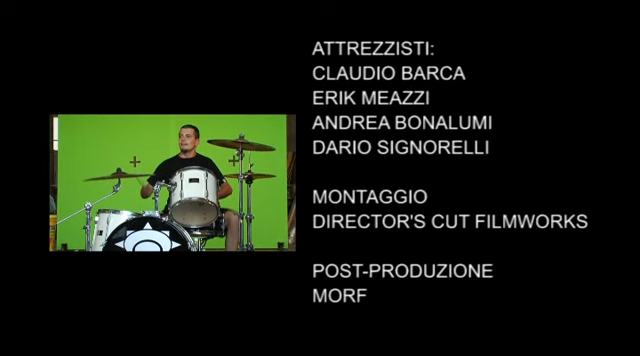 ATTREZZISTI:
CLAUDIO BARCA
ERIK MEAZZI
ANDREA BONALUMI
DARIO SIGNORELLI
MONTAGGIO
DIRECTOR'S CUT FILMWORKS
POST-PRODUZIONE
MORF